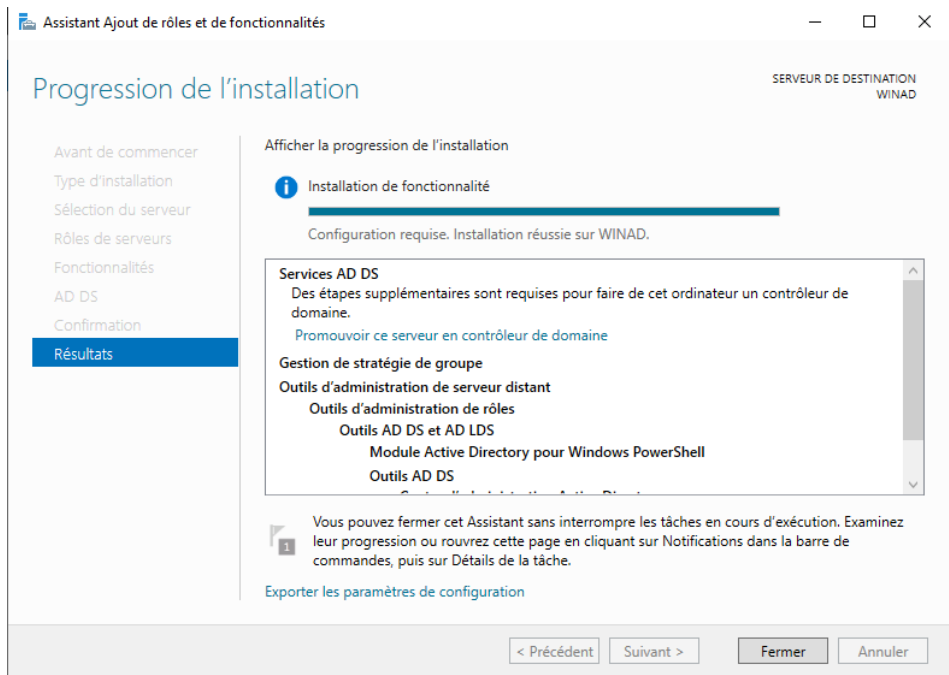 Assistant Ajout de rôles et de fonctionnalités
Progression de l’installation
SERVEUR DE DESTINATION
WINAD
Avant de commencer
Type d’installation
Sélection du serveur
Rôles de serveurs
Fonctionnalités
AD DS
Confirmation
Résultats
Afficher la progression de l’installation
Installation de fonctionnalité
Configuration requise. Installation réussie sur WINAD.
Services AD DS
Des étapes supplémentaires sont requises pour faire de cet ordinateur un contrôleur de
domaine.
Promouvoir ce serveur en contrôleur de domaine
Gestion de stratégie de groupe
Outils d’administration de serveur distant
Outils d’administration de rôles
Outils AD DS et AD LDS
Module Active Directory pour Windows PowerShell
Outils AD DS
1
Vous pouvez fermer cet Assistant sans interrompre les tâches en cours d’exécution. Examinez
leur progression ou rouvrez cette page en cliquant sur Notifications dans la barre de
commandes, puis sur Détails de la tâche.
Exporter les paramètres de configuration
< Précédent
Suivant >
Fermer
Annuler